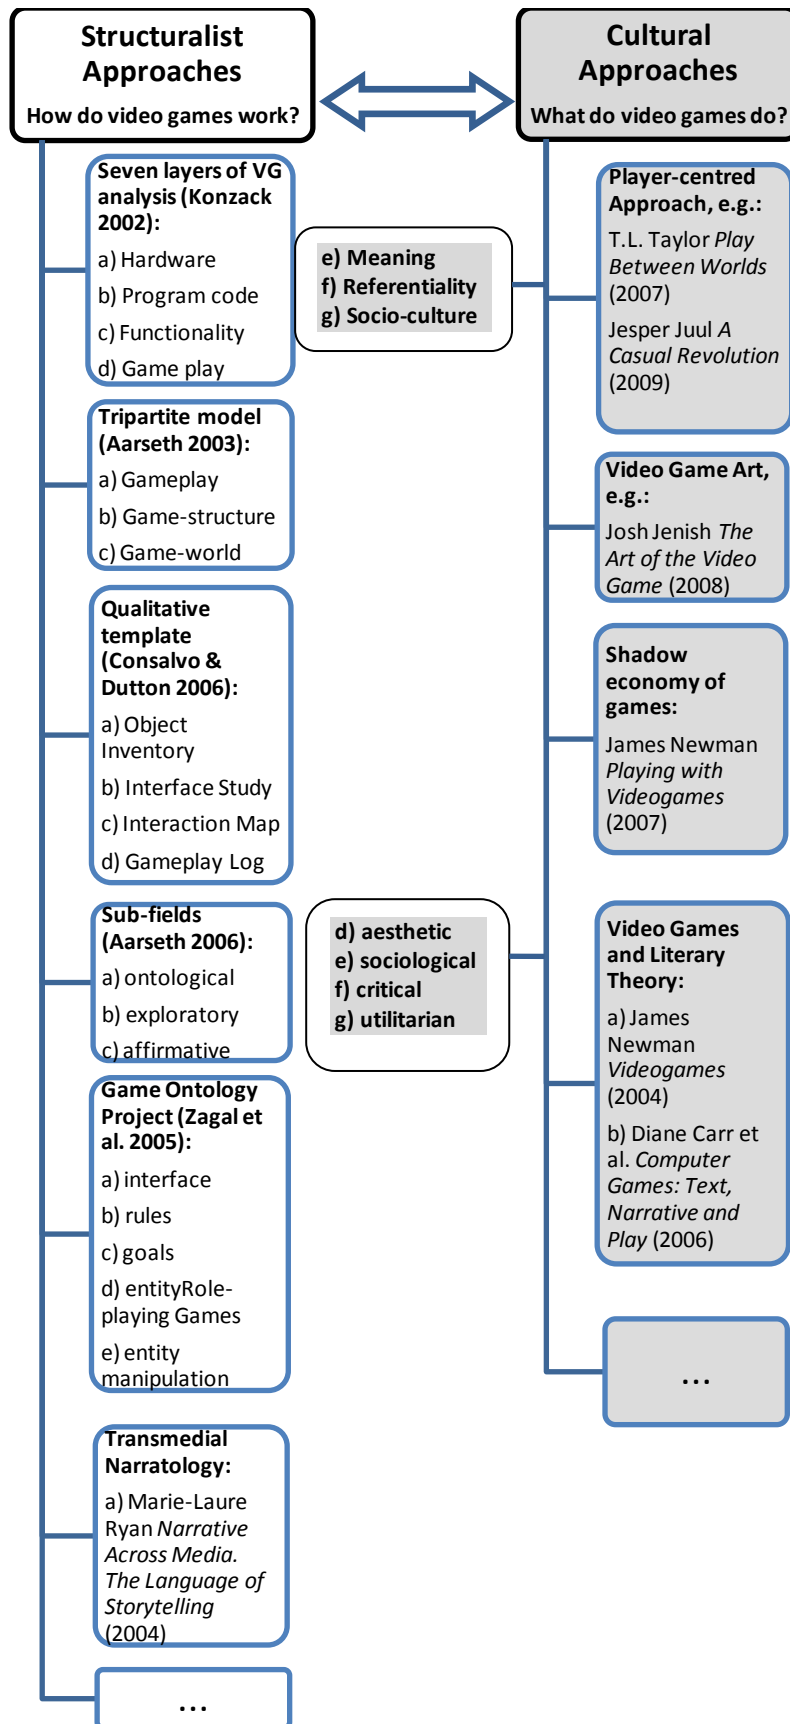 Structuralist
Approaches
How do video games work?
Seven layers of VG
analysis (Konzack
2002):
a) Hardware
b) Program code
c) Functionality
d) Game play
Tripartite model
(Aarseth 2003):
a) Gameplay
b) Game-structure
c) Game-world
Qualitative
template
(Consalvo &
Dutton 2006):
a) Object
Inventory
b) Interface Study
c) Interaction Map
d) Gameplay Log
Sub-fields
(Aarseth 2006):
a) ontological
b) exploratory
c) affirmative
Game Ontology
Project (Zagal et
al. 2005):
a) interface
b) rules
c) goals
d) entityRole-
playing Games
e) entity
manipulation
Transmedial
Narratology:
a) Marie-Laure
Ryan Narrative
Across Media.
The Language of
Storytelling
(2004)
...
e) Meaning
f) Referentiality
g) Socio-culture
d) aesthetic
e) sociological
f) critical
g) utilitarian
Cultural
Approaches
What do video games do?
Player-centred
Approach, e.g.:
T.L. Taylor Play
Between Worlds
(2007)
Jesper Juul A
Casual Revolution
(2009)
Video Game Art,
e.g.:
Josh Jenish The
Art of the Video
Game (2008)
Shadow
economy of
games:
James Newman
Playing with
Videogames
(2007)
Video Games
and Literary
Theory:
a) James
Newman
Videogames
(2004)
b) Diane Carr et
al. Computer
Games: Text,
Narrative and
Play (2006)
...